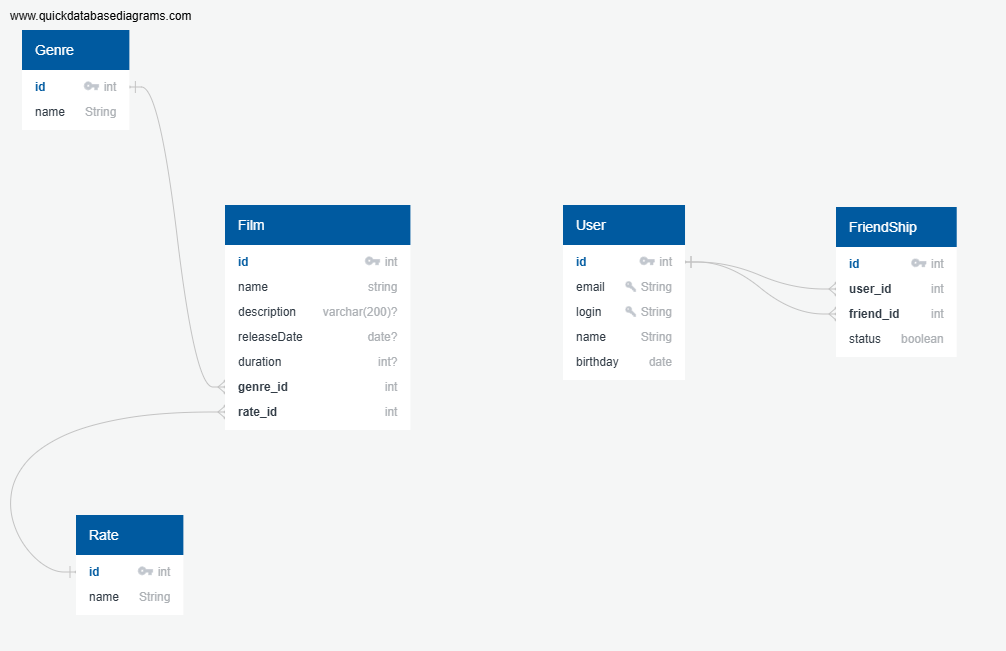 www.quickdatabasediagrams.com
Genre
id int
name String
Film
id int
name string
description varchar(200)?
releaseDate date?
duration int?
genre_id int
rate_id int
User
id int
email String
login String
name String
birthday date
FriendShip
id int
user_id int
friend_id int
status boolean
Rate
id int
name String